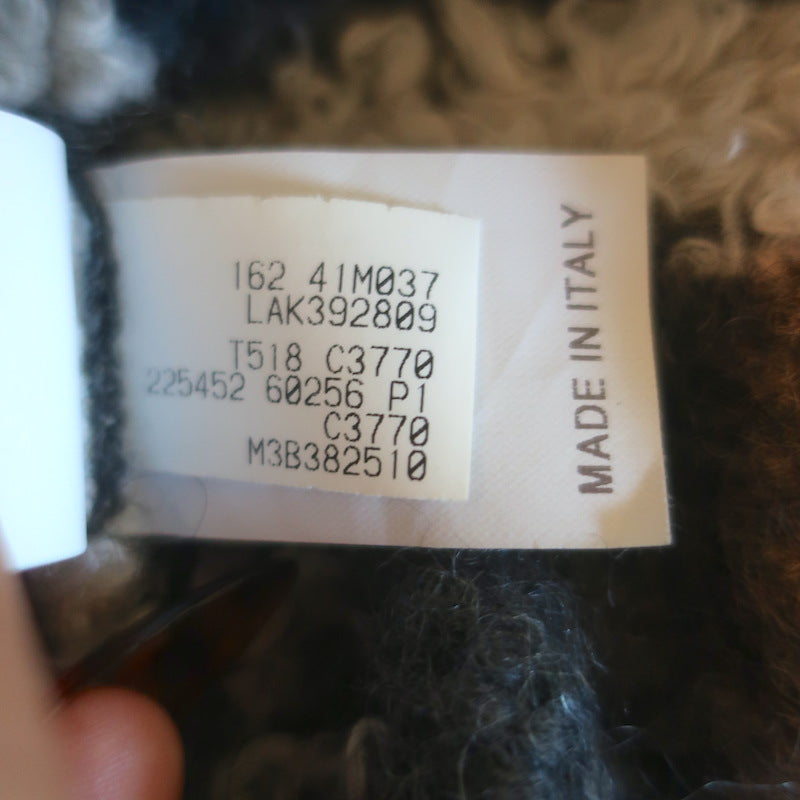 162 41M037
LAK392809
T518 C3770
225452 60256 P1
C3770
M3B382510
MADE IN ITALY